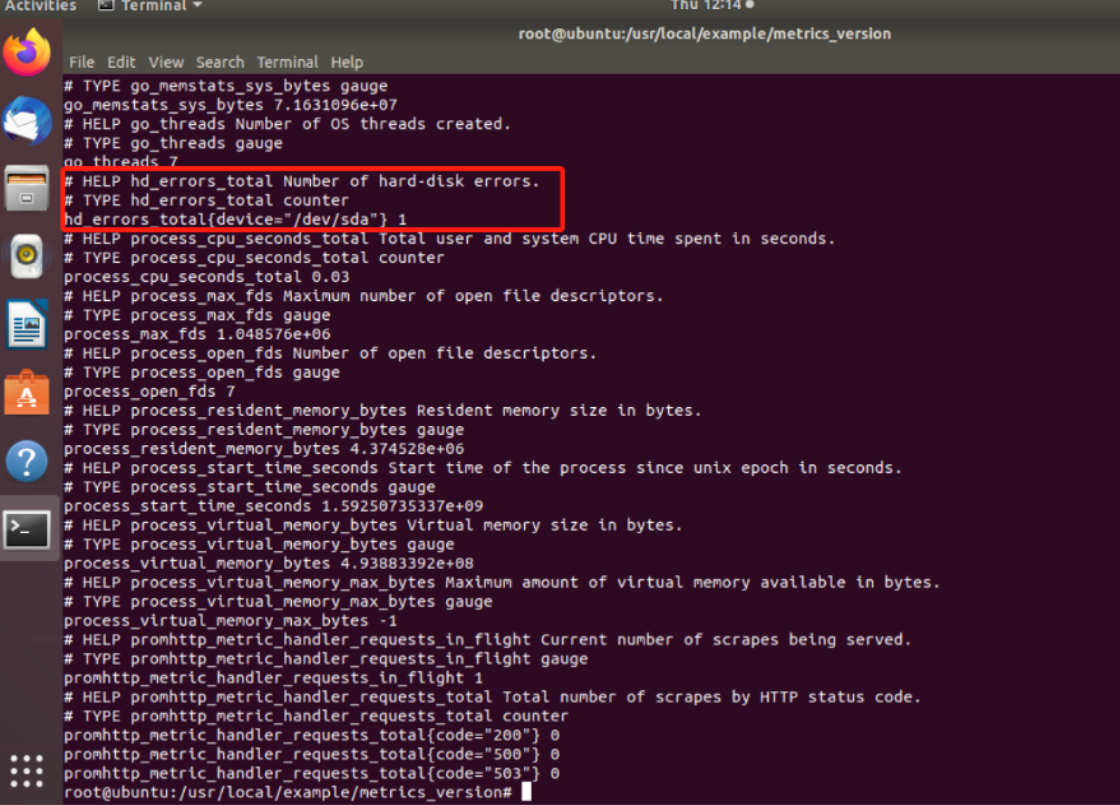 Activities Terminal Thu 12:14
root@ubuntu:/usr/local/example/metrics_version
File Edit View Search Terminal Help
# TYPE go_memstats_sys_bytes gauge
go_memstats_sys_bytes 7.1631096e+07
# HELP go_threads Number of OS threads created.
# TYPE go_threads gauge
go_threads 7
# HELP hd_errors_total Number of hard-disk errors.
# TYPE hd_errors_total counter
hd_errors_total{device="/dev/sda"} 1
# HELP process_cpu_seconds_total Total user and system CPU time spent in seconds.
# TYPE process_cpu_seconds_total counter
process_cpu_seconds_total 0.03
# HELP process_max_fds Maximum number of open file descriptors.
# TYPE process_max_fds gauge
process_max_fds 1.048576e+06
# HELP process_open_fds Number of open file descriptors.
# TYPE process_open_fds gauge
process_open_fds 7
# HELP process_resident_memory_bytes Resident memory size in bytes.
# TYPE process_resident_memory_bytes gauge
process_resident_memory_bytes 4.374528e+06
# HELP process_start_time_seconds Start time of the process since unix epoch in seconds.
# TYPE process_start_time_seconds gauge
process_start_time_seconds 1.59250735337e+09
# HELP process_virtual_memory_bytes Virtual memory size in bytes.
# TYPE process_virtual_memory_bytes gauge
process_virtual_memory_bytes 4.93883392e+08
# HELP process_virtual_memory_max_bytes Maximum amount of virtual memory available in bytes.
# TYPE process_virtual_memory_max_bytes gauge
process_virtual_memory_max_bytes -1
# HELP promhttp_metric_handler_requests_in_flight Current number of scrapes being served.
# TYPE promhttp_metric_handler_requests_in_flight gauge
promhttp_metric_handler_requests_in_flight 1
# HELP promhttp_metric_handler_requests_total Total number of scrapes by HTTP status code.
# TYPE promhttp_metric_handler_requests_total counter
promhttp_metric_handler_requests_total{code="200"} 0
promhttp_metric_handler_requests_total{code="500"} 0
promhttp_metric_handler_requests_total{code="503"} 0
root@ubuntu:/usr/local/example/metrics_version#